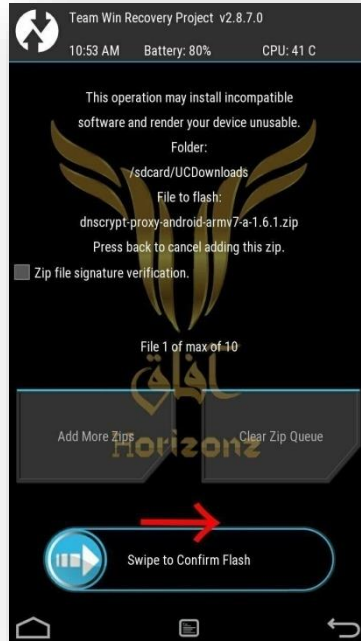 Team Win Recovery Project v2.8.7.0
10:53 AM Battery: 80% CPU: 41 C
This operation may install incompatible
software and render your device unusable.
Folder:
/sdcard/UCDownloads
File to flash:
dnscrypt-proxy-android-armv7-a-1.6.1.zip
Press back to cancel adding this zip.
Zip file signature verification.
File 1 of max of 10
آفاق
Add More Zips Clear Zip Queue
Horizonz
Swipe to Confirm Flash